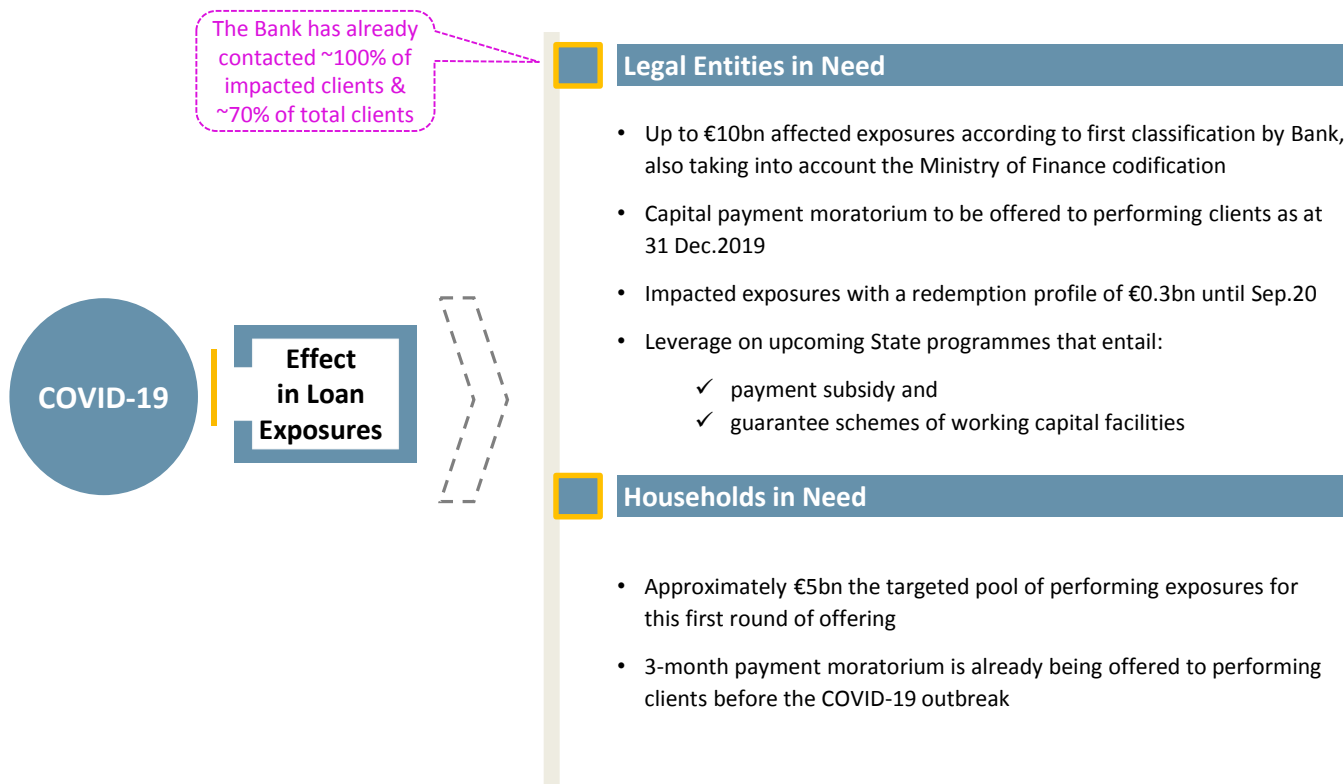 The Bank has already
contacted ~100% of
impacted clients &
~70% of total clients
COVID-19
Effect
in Loan
Exposures
Legal Entities in Need
• Up to €10bn affected exposures according to first classification by Bank,
also taking into account the Ministry of Finance codification
• Capital payment moratorium to be offered to performing clients as at
31 Dec.2019
• Impacted exposures with a redemption profile of €0.3bn until Sep.20
• Leverage on upcoming State programmes that entail:
✓ payment subsidy and
✓ guarantee schemes of working capital facilities
Households in Need
• Approximately €5bn the targeted pool of performing exposures for
this first round of offering
• 3-month payment moratorium is already being offered to performing
clients before the COVID-19 outbreak